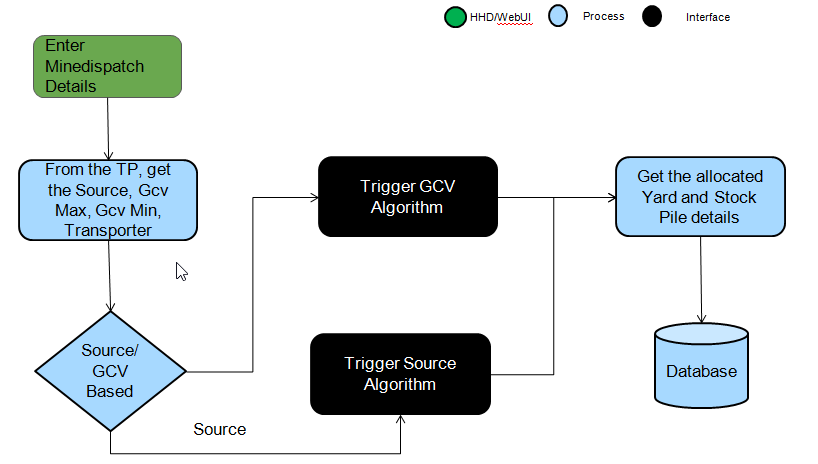 HHD/WebUI
Process
Interface
Enter
Minedispatch
Details
From the TP, get
the Source, Gcv
Max, Gcv Min,
Transporter
Trigger GCV
Algorithm
Get the allocated
Yard and Stock
Pile details
Source/
GCV
Based
Trigger Source
Algorithm
Database
Source